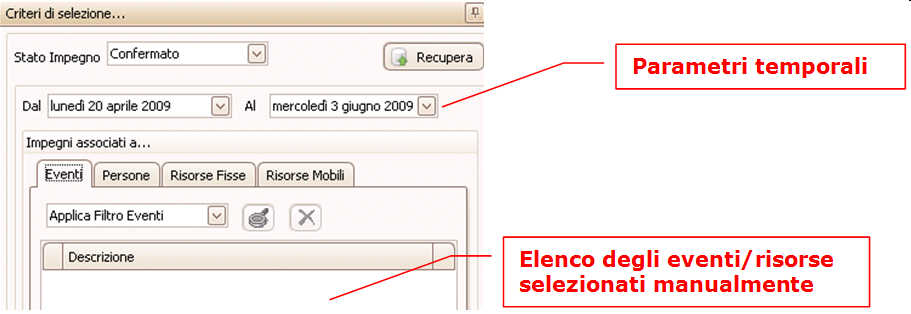 Criteri di selezione...
Stato Impegno Confermato Recupera
Parametri temporali
Dal lunedì 20 aprile 2009 Al mercoledì 3 giugno 2009
Impegni associati a...
Eventi Persone Risorse Fisse Risorse Mobili
Applica Filtro Eventi
Descrizione
Elenco degli eventi/risorse
selezionati manualmente